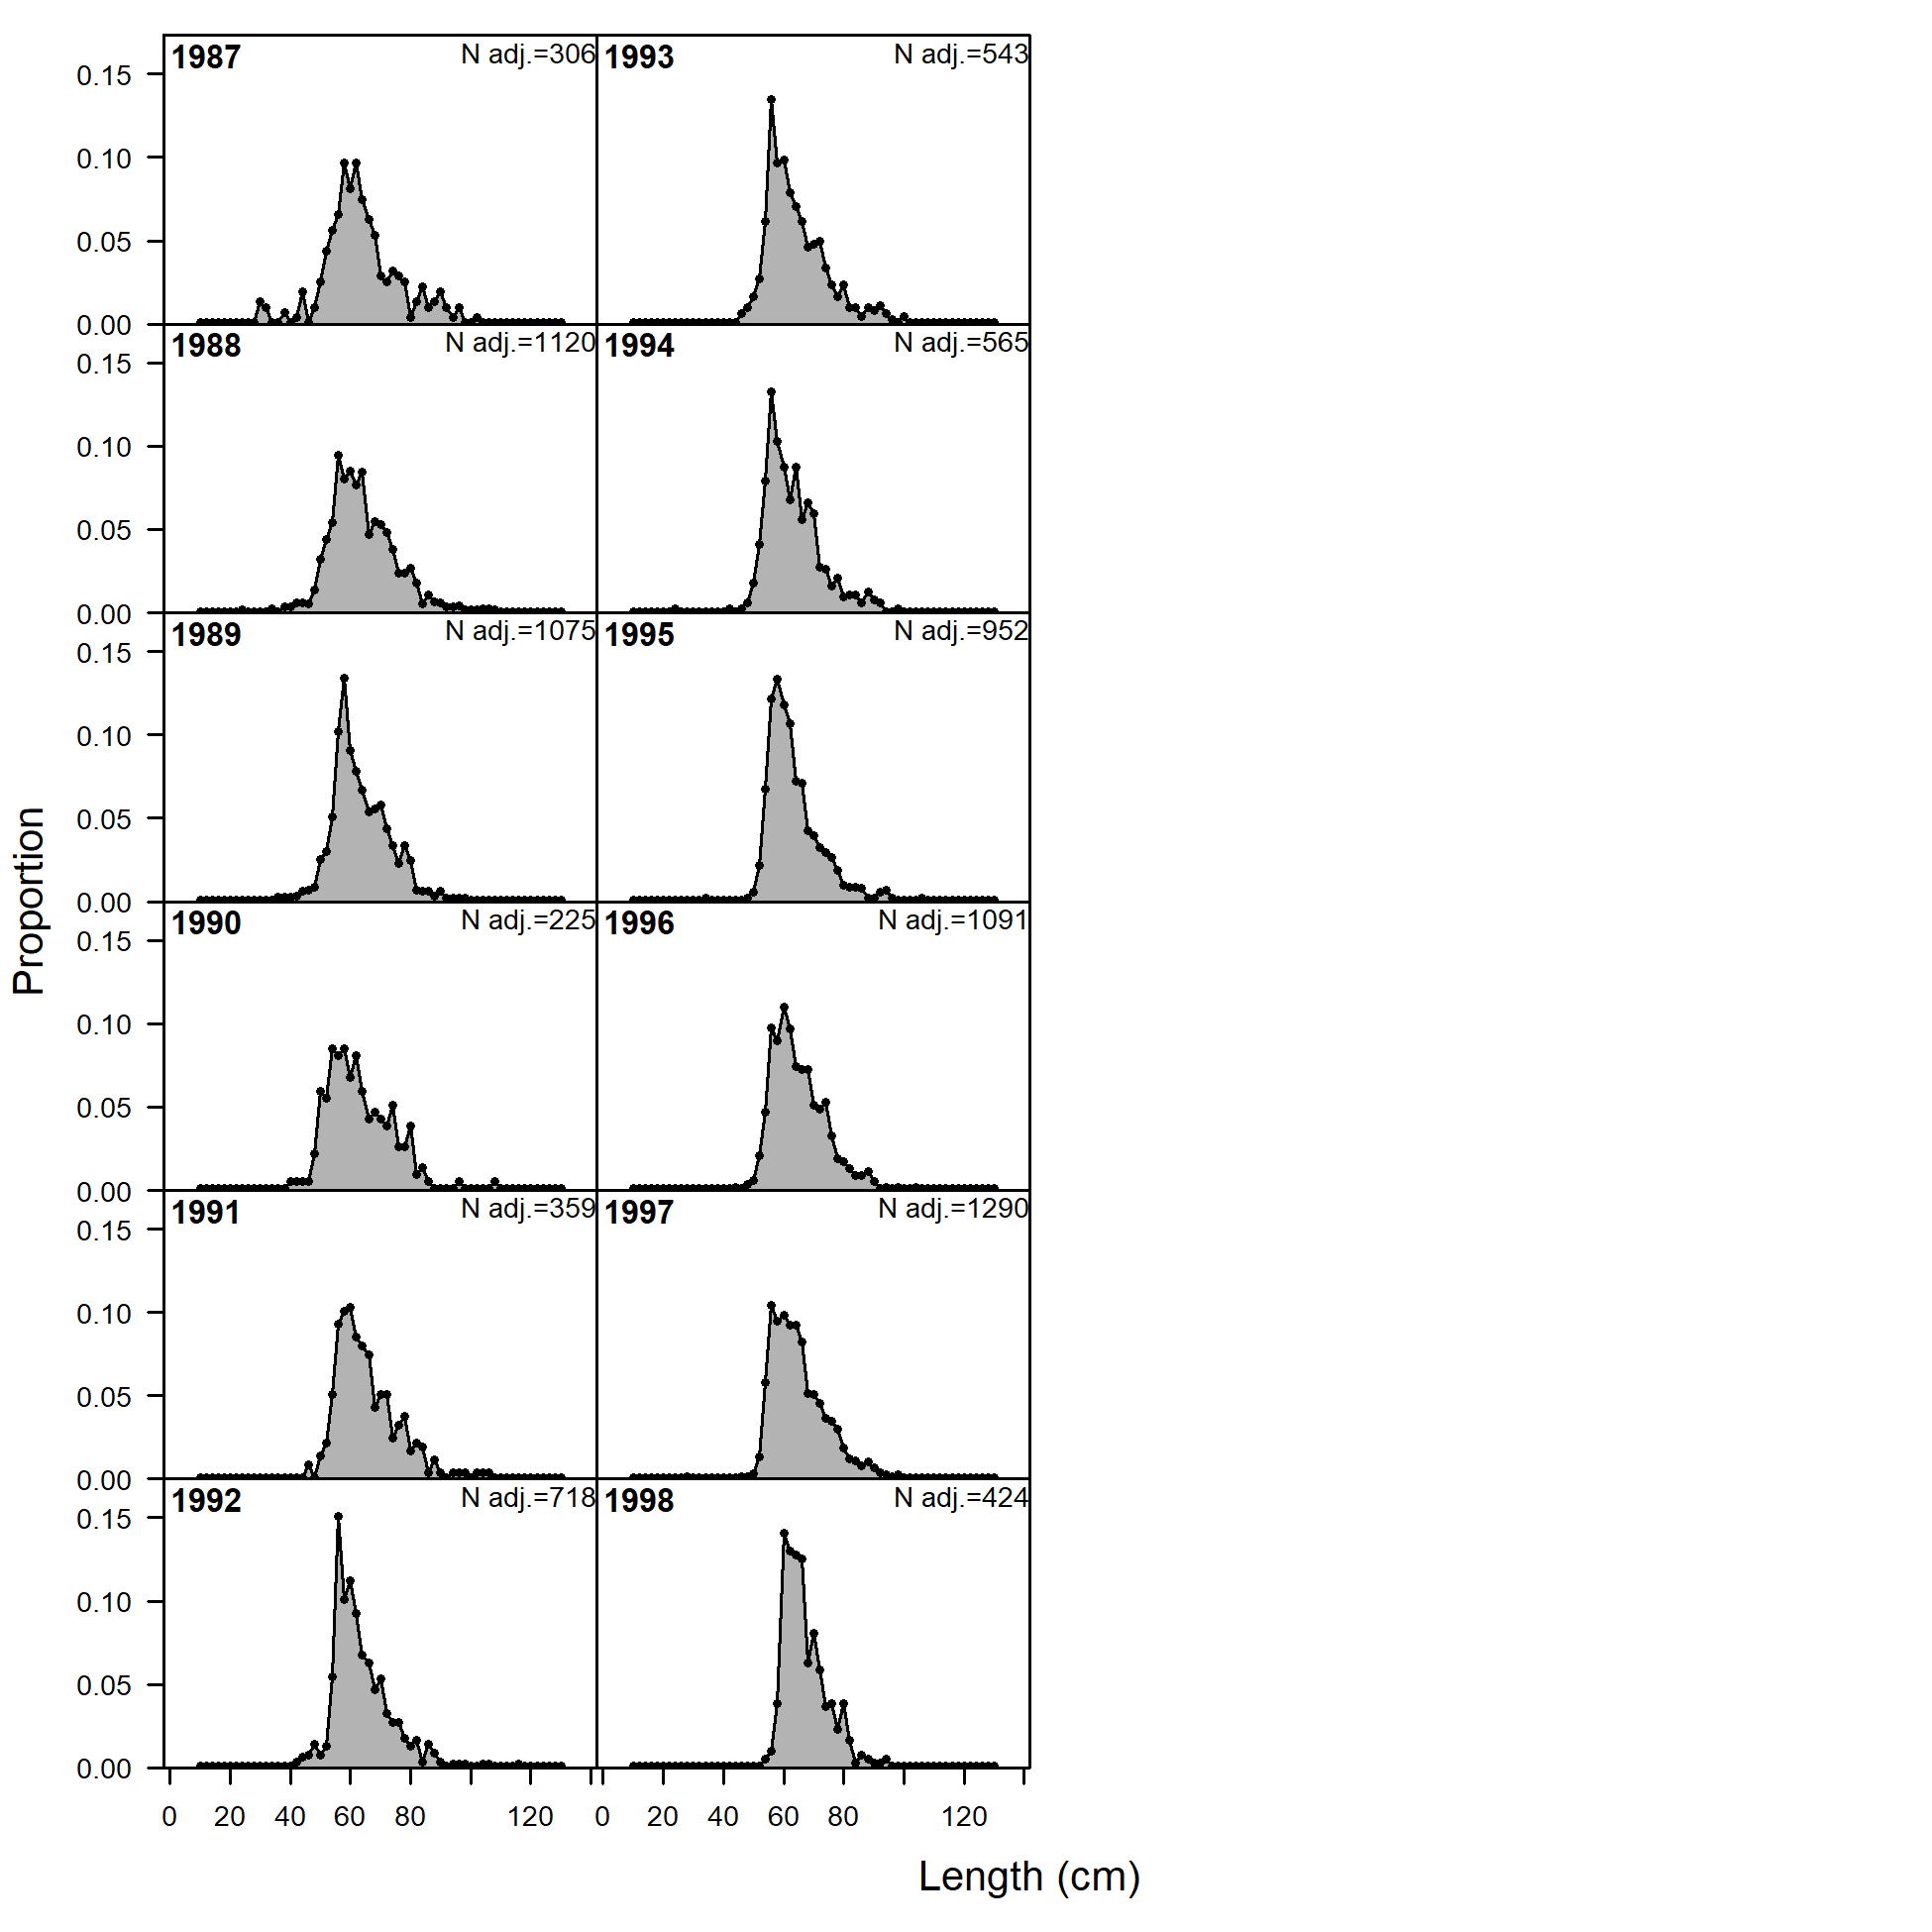 Proportion
1987 N adj.=306
0.15
0.10
0.05
0.00
1993 N adj.=543
1988 N adj.=1120
0.15
0.10
0.05
0.00
1994 N adj.=565
1989 N adj.=1075
0.15
0.10
0.05
0.00
1995 N adj.=952
1990 N adj.=225
0.15
0.10
0.05
0.00
1996 N adj.=1091
1991 N adj.=359
0.15
0.10
0.05
0.00
1997 N adj.=1290
1992 N adj.=718
0.15
0.10
0.05
0.00
1998 N adj.=424
0 20 40 60 80 120
0 20 40 60 80 120
Length (cm)